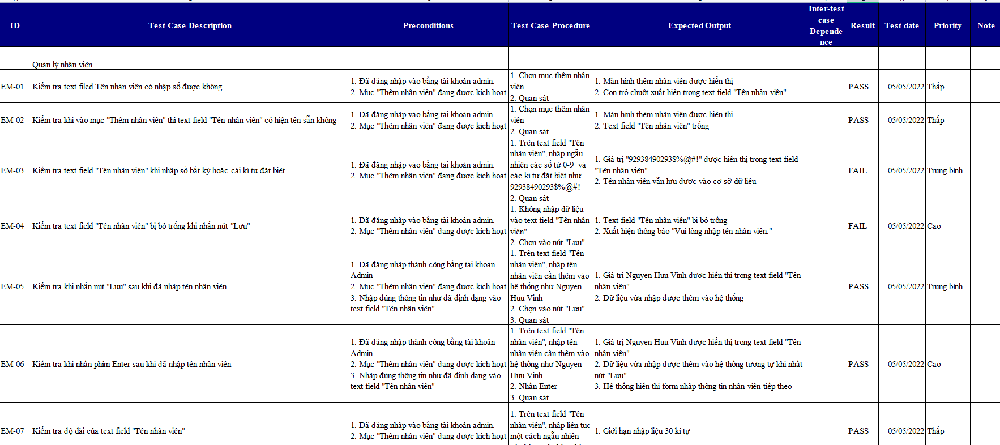 ID Test Case Description Preconditions Test Case Procedure Expected Output Inter-test case Dependence Result Test date Priority Note
Quản lý nhân viên
EM-01
Kiểm tra text filed Tên nhân viên có nhập số được không
1. Đã đăng nhập vào bằng tài khoản admin.
2. Mục "Thêm nhân viên" đang được kích hoạt
1. Chọn mục thêm nhân
viên
2. Quan sát
1. Màn hình thêm nhân viên được hiển thị
2. Con trỏ chuột xuất hiện trong text field "Tên nhân viên"
PASS
05/05/2022
Thấp
EM-02
Kiểm tra khi vào mục "Thêm nhân viên" thì text field "Tên nhân viên" có hiện tên sẵn không
1. Đã đăng nhập vào bằng tài khoản admin.
2. Mục "Thêm nhân viên" đang được kích hoạt
1. Chọn mục thêm nhân
viên
2. Quan sát
1. Màn hình thêm nhân viên được hiển thị
2. Text field "Tên nhân viên" trống
PASS
05/05/2022
Thấp
EM-03
Kiểm tra text field "Tên nhân viên" khi nhập số bất kỳ hoặc cái kí tự đặt biệt
1. Đã đăng nhập vào bằng tài khoản admin.
2. Mục "Thêm nhân viên" đang được kích hoạt
1. Trên text field "Tên
nhân viên", nhập ngẫu
nhiên các số từ 0-9 và
các kí tự đặt biệt như
92938490293$%@#!
2. Quan sát
1. Giá trị "92938490293$%@#!" được hiển thị trong text field
"Tên nhân viên"
2. Tên nhân viên vẫn lưu được vào cơ sở dữ liệu
FAIL
05/05/2022
Trung bình
EM-04
Kiểm tra text field "Tên nhân viên" bị bỏ trống khi nhấn nút "Lưu"
1. Đã đăng nhập vào bằng tài khoản admin.
2. Mục "Thêm nhân viên" đang được kích hoạt
1. Không nhập dữ liệu
vào text field "Tên nhân
viên"
2. Chọn vào nút "Lưu"
1. Text field "Tên nhân viên" bị bỏ trống
2. Xuất hiện thông báo "Vui lòng nhập tên nhân viên."
FAIL
05/05/2022
Cao
EM-05
Kiểm tra khi nhấn nút "Lưu" sau khi đã nhập tên nhân viên
1. Đã đăng nhập thành công bằng tài khoản
Admin
2. Mục "Thêm nhân viên" đang được kích hoạt
3. Nhập đúng thông tin như đã định dạng vào
text field "Tên nhân viên"
1. Trên text field "Tên
nhân viên", nhập tên
nhân viên cần thêm vào
hệ thống như Nguyen
Huu Vinh
2. Chọn vào nút "Lưu"
3. Quan sát
1. Giá trị Nguyen Huu Vinh được hiển thị trong text field "Tên
nhân viên"
2. Dữ liệu vừa nhập được thêm vào hệ thống
PASS
05/05/2022
Trung bình
EM-06
Kiểm tra khi nhấn phím Enter sau khi đã nhập tên nhân viên
1. Đã đăng nhập thành công bằng tài khoản
Admin
2. Mục "Thêm nhân viên" đang được kích hoạt
3. Nhập đúng thông tin như đã định dạng vào
text field "Tên nhân viên"
1. Trên text field "Tên
nhân viên", nhập tên
nhân viên cần thêm vào
hệ thống như Nguyen
Huu Vinh
2. Nhấn Enter
3. Quan sát
1. Giá trị Nguyen Huu Vinh được hiển thị trong text field "Tên
nhân viên"
2. Dữ liệu vừa nhập được thêm vào hệ thống tương tự khi nhất
nút "Lưu"
3. Hệ thống hiển thị form nhập thông tin nhân viên tiếp theo
PASS
05/05/2022
Cao
EM-07
Kiểm tra độ dài của text field "Tên nhân viên"
1. Đã đăng nhập vào bằng tài khoản admin.
2. Mục "Thêm nhân viên" đang được kích hoạt
1. Trên text field "Tên
nhân viên", nhập liên tục
một cách ngẫu nhiên
1. Giới hạn nhập liệu 30 kí tự
PASS
05/05/2022
Thấp